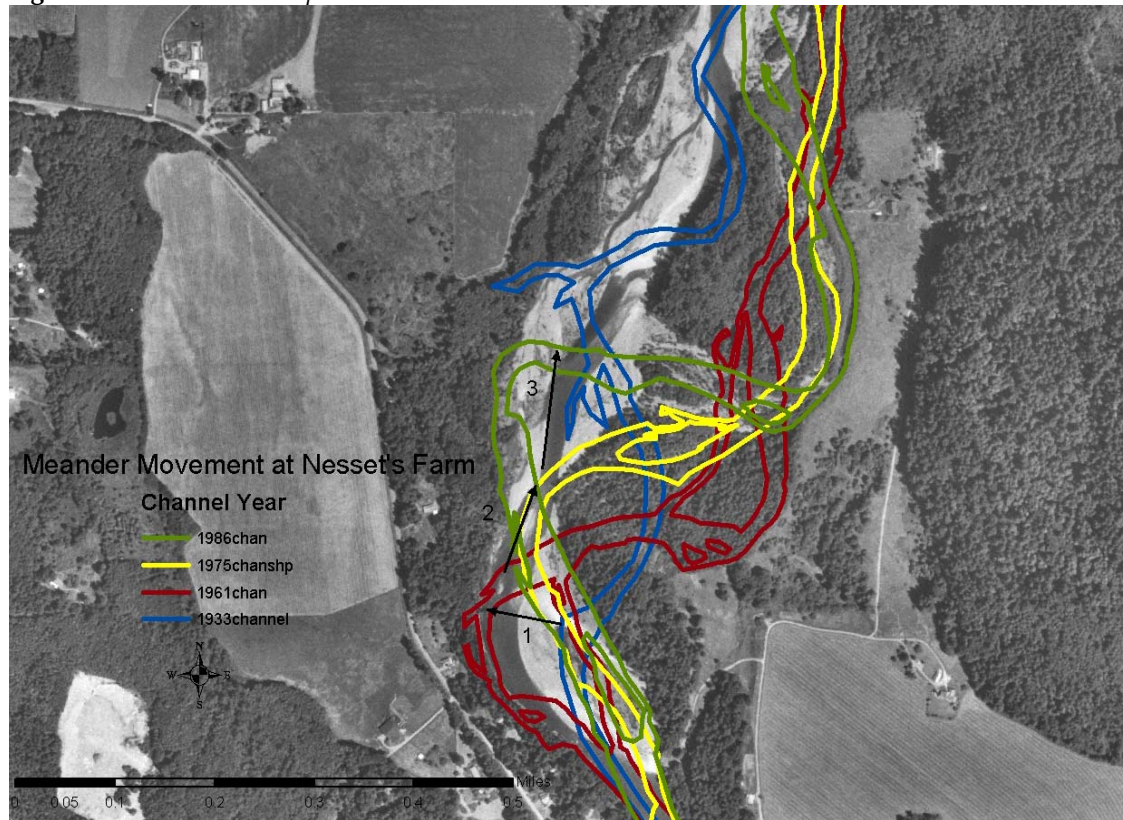 3
Meander Movement at Nesset's Farm
Channel Year
2
1986chan
1975chanshp
1961chan
1933channel
1
N
W E
S
Miles
0 0.05 0.1 0.2 0.3 0.4 0.5